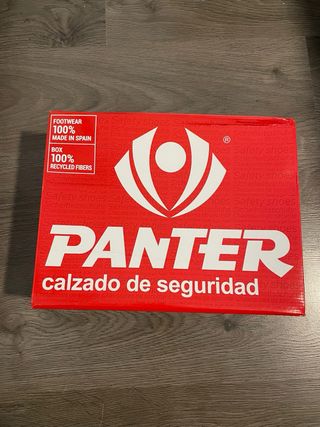 FOOTWEAR
100%
MADE IN SPAIN
BOX
100%
RECYCLED FIBERS
®
PANTER
calzado de seguridad